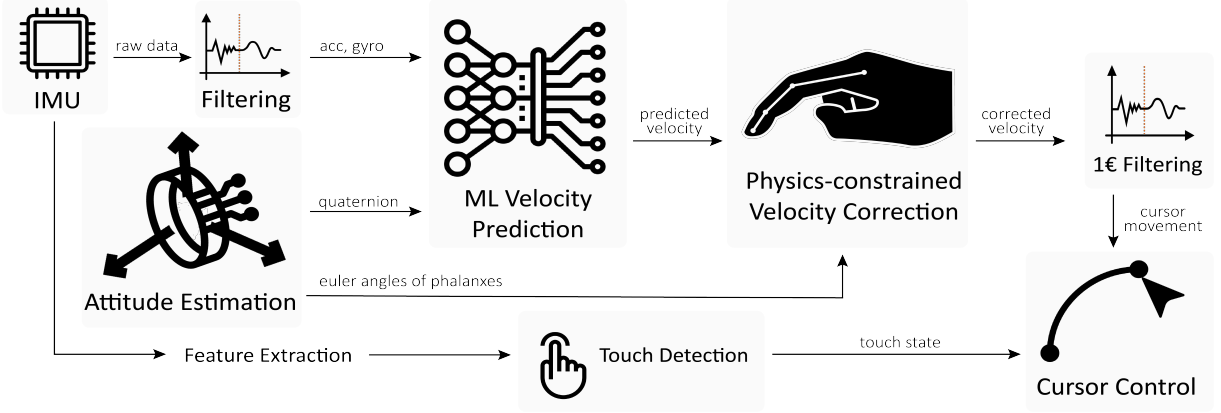 raw data
IMU
Filtering
acc, gyro
ML Velocity
Prediction
predicted
velocity
Physics-constrained
Velocity Correction
corrected
velocity
1€ Filtering
cursor
movement
quaternion
Attitude Estimation
euler angles of phalanxes
Feature Extraction
Touch Detection
touch state
Cursor Control